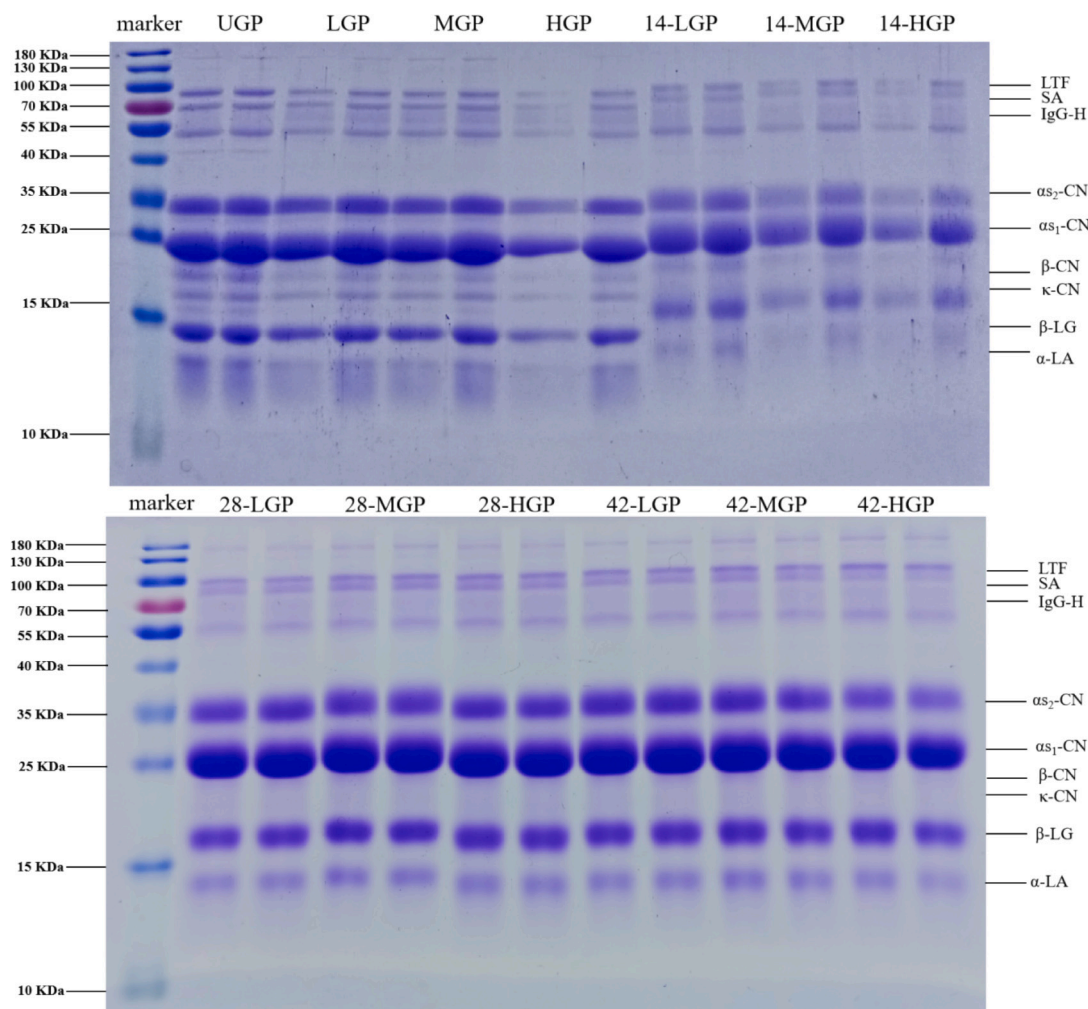 marker UGP LGP MGP HGP 14-LGP 14-MGP 14-HGP
180 KDa
130 KDa
100 KDa
70 KDa
55 KDa
40 KDa
35 KDa
25 KDa
15 KDa
10 KDa
LTF
SA
IgG-H
αs₂-CN
αs₁-CN
β-CN
κ-CN
β-LG
α-LA
marker 28-LGP 28-MGP 28-HGP 42-LGP 42-MGP 42-HGP
180 KDa
130 KDa
100 KDa
70 KDa
55 KDa
40 KDa
35 KDa
25 KDa
15 KDa
10 KDa
LTF
SA
IgG-H
αs₂-CN
αs₁-CN
β-CN
κ-CN
β-LG
α-LA